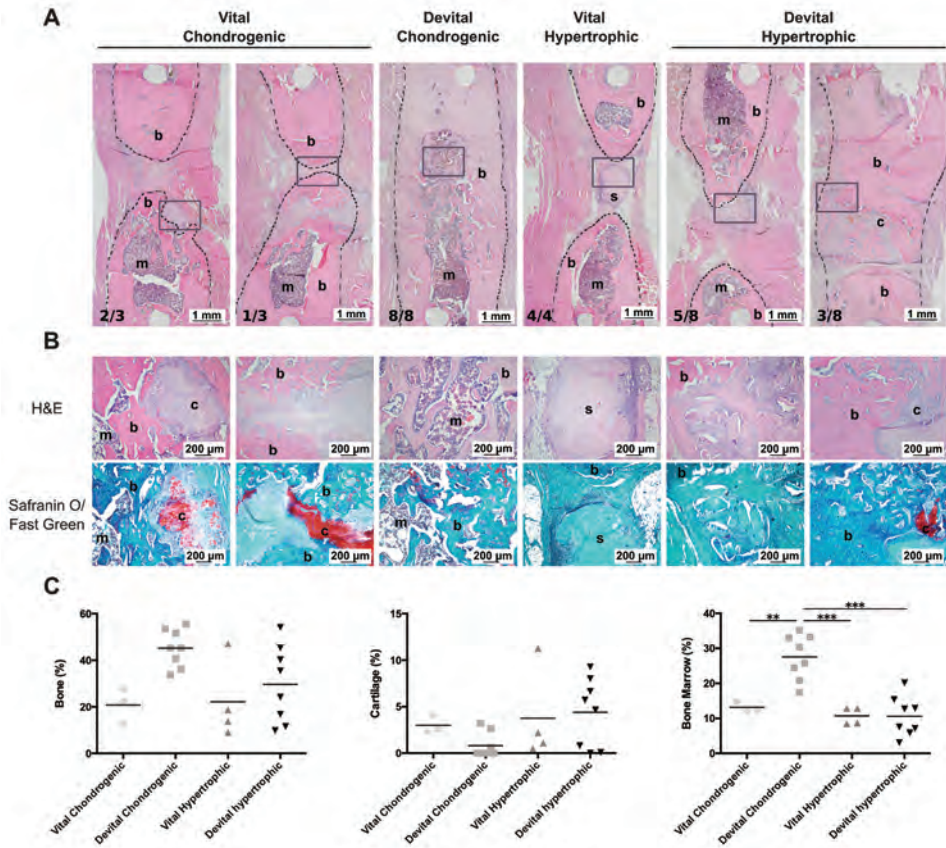 A
Vital
Chondrogenic
Devital
Chondrogenic
Vital
Hypertrophic
Devital
Hypertrophic
b
b
m
2/3
1 mm
b
b
m
1/3
1 mm
b
m
8/8
1 mm
b
s
b
m
4/4
1 mm
m
b
m
b
5/8
1 mm
b
c
b
3/8
1 mm
B
H&E
m
b
c
200 µm
b
b
200 µm
b
m
200 µm
s
200 µm
b
200 µm
b
c
200 µm
Safranin O/
Fast Green
b
m
c
200 µm
b
c
b
200 µm
m
b
200 µm
b
s
200 µm
b
200 µm
b
c
200 µm
C
Bone (%)
60
40
20
0
Vital Chondrogenic
Devital Chondrogenic
Vital Hypertrophic
Devital hypertrophic
Cartilage (%)
15
10
5
0
Vital Chondrogenic
Devital Chondrogenic
Vital Hypertrophic
Devital hypertrophic
Bone Marrow (%)
40
30
20
10
0
**
***
***
Vital Chondrogenic
Devital Chondrogenic
Vital Hypertrophic
Devital hypertrophic